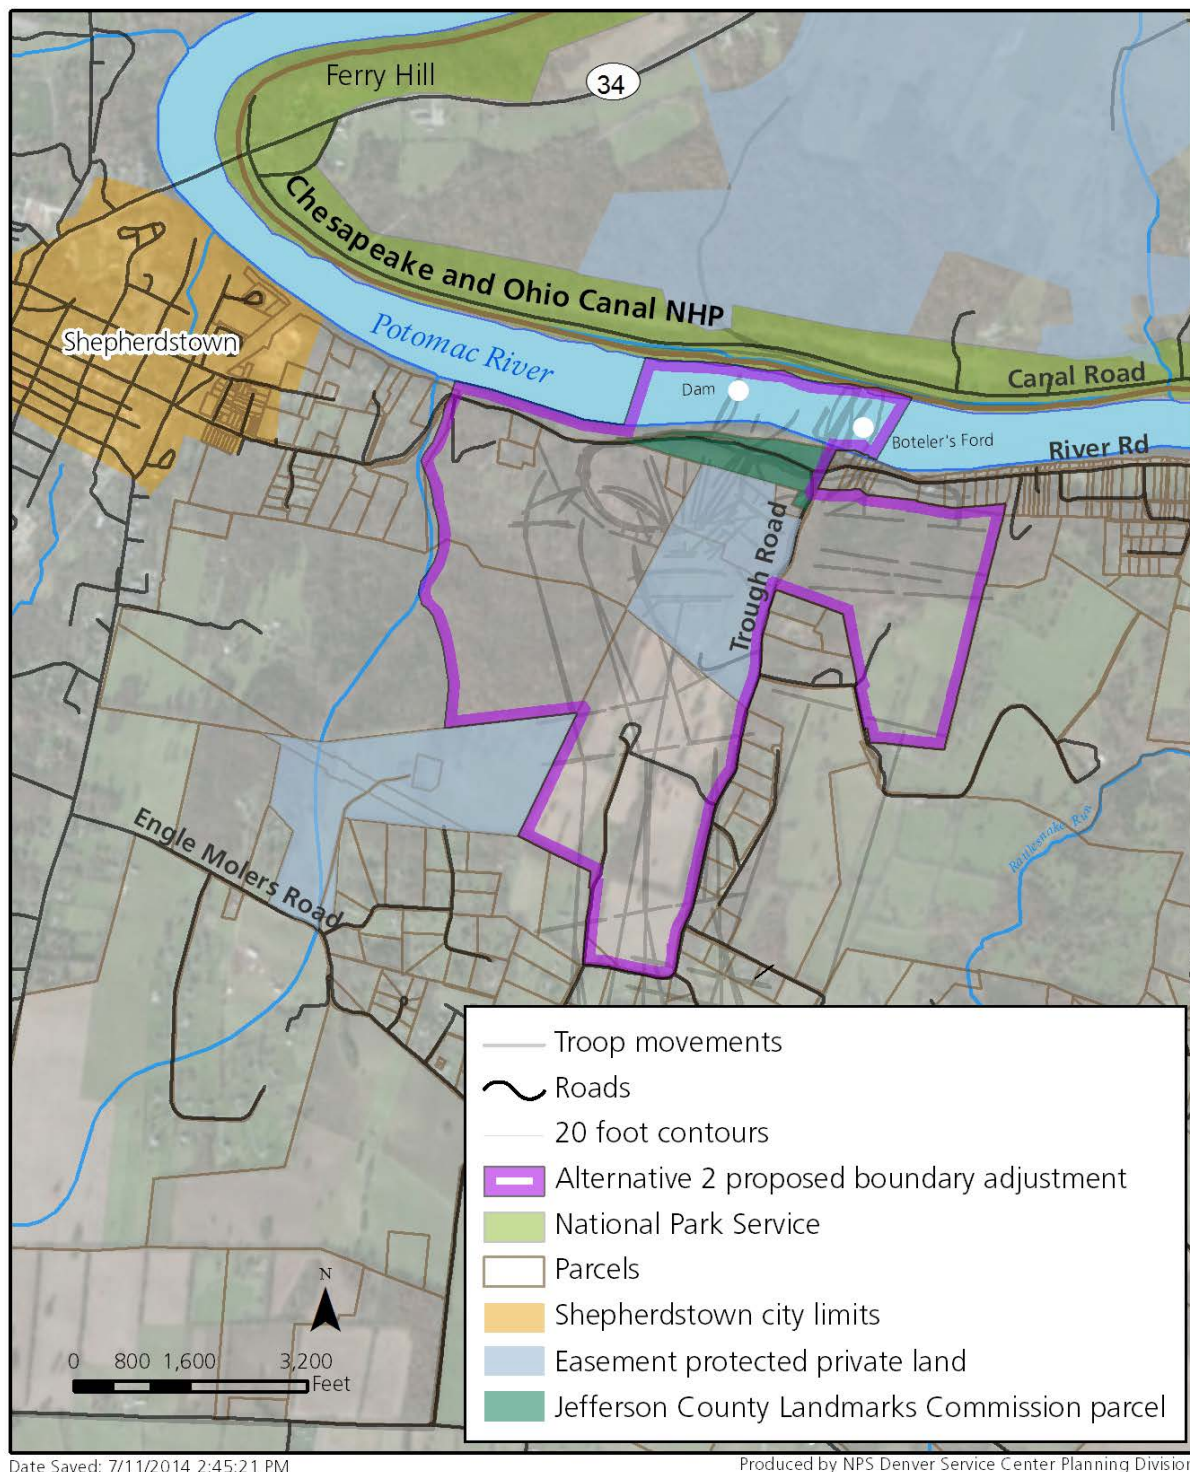 Ferry Hill
34
Chesapeake and Ohio Canal NHP
Shepherdstown
Potomac River
Canal Road
Dam
Boteler's Ford
River Rd
Trough Road
Engle Molers Road
Rattlesnake Run
Troop movements
Roads
20 foot contours
Alternative 2 proposed boundary adjustment
National Park Service
Parcels
Shepherdstown city limits
Easement protected private land
Jefferson County Landmarks Commission parcel
N
0 800 1,600 3,200
Feet
Date Saved: 7/11/2014 2:45:21 PM
Produced by NPS Denver Service Center Planning Division